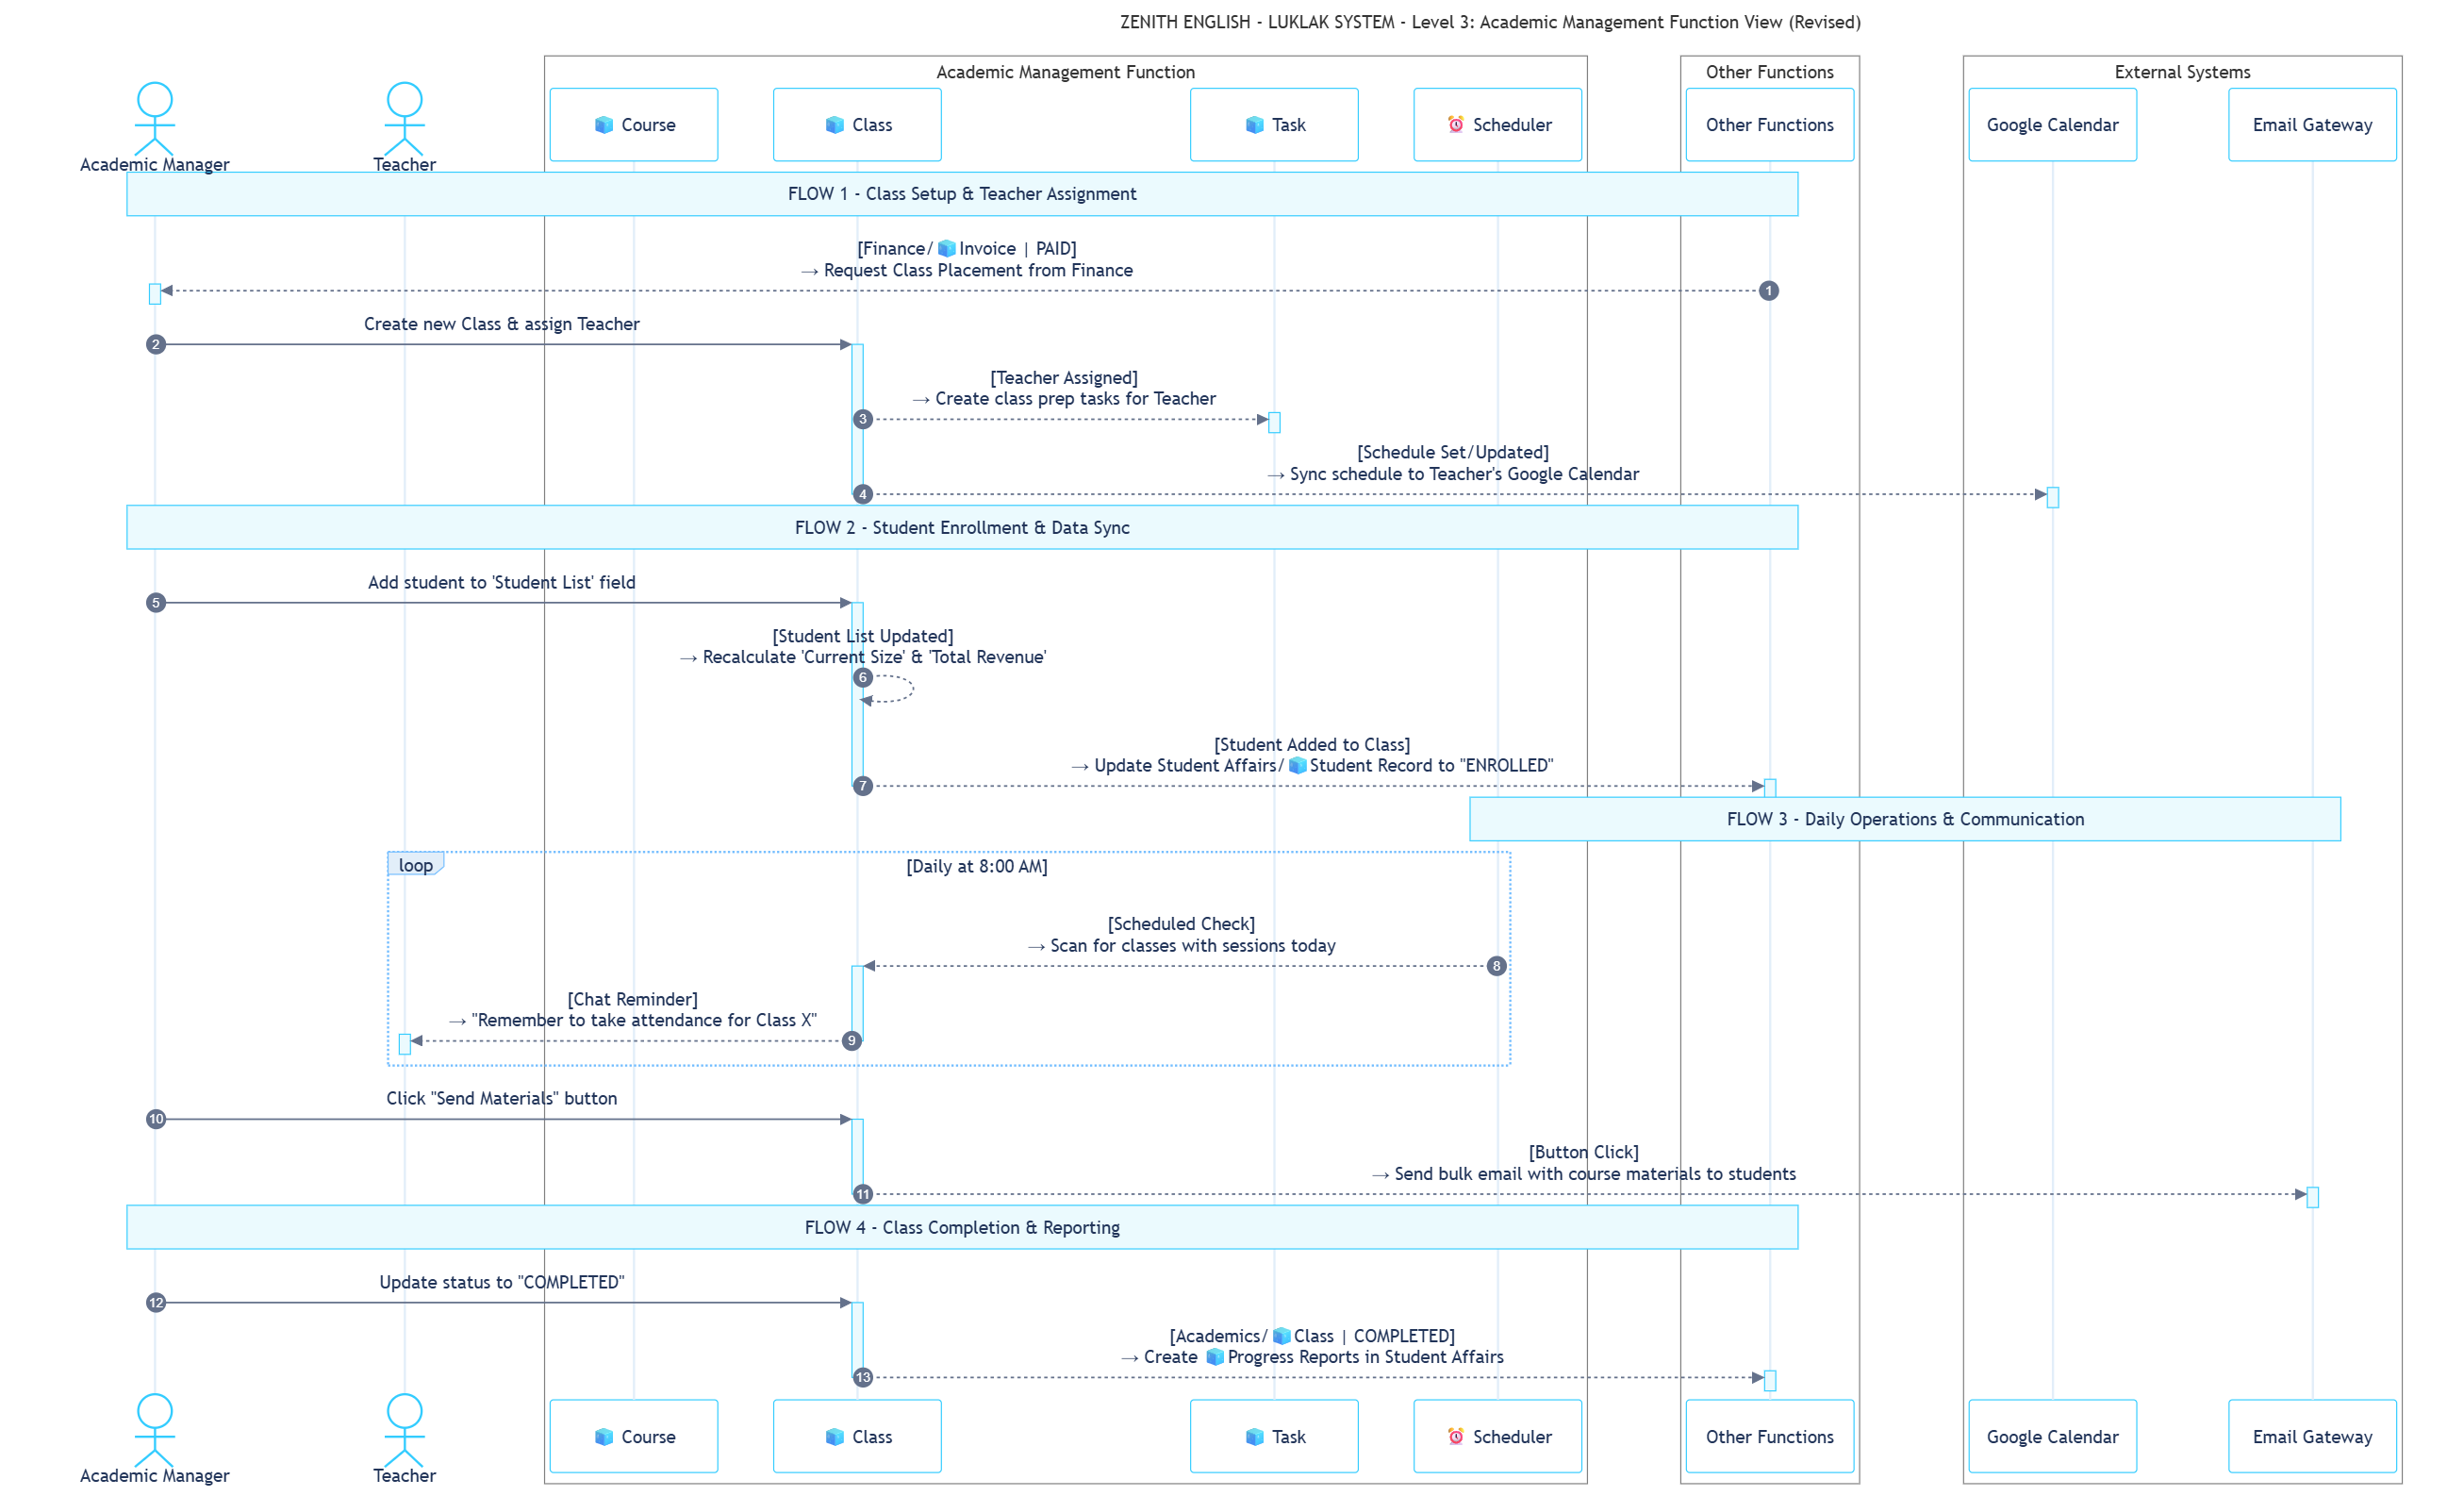 ZENITH ENGLISH - LUKLAK SYSTEM - Level 3: Academic Management Function View (Revised)
Academic Management Function
Other Functions
External Systems
Academic Manager
Teacher
Course
Class
Task
Scheduler
Other Functions
Google Calendar
Email Gateway
FLOW 1 - Class Setup & Teacher Assignment
[Finance/🧊Invoice | PAID]
→ Request Class Placement from Finance
1
Create new Class & assign Teacher
2
[Teacher Assigned]
→ Create class prep tasks for Teacher
3
[Schedule Set/Updated]
→ Sync schedule to Teacher's Google Calendar
4
FLOW 2 - Student Enrollment & Data Sync
Add student to 'Student List' field
5
[Student List Updated]
→ Recalculate 'Current Size' & 'Total Revenue'
6
[Student Added to Class]
→ Update Student Affairs/🧊Student Record to "ENROLLED"
7
FLOW 3 - Daily Operations & Communication
loop
[Daily at 8:00 AM]
[Scheduled Check]
→ Scan for classes with sessions today
8
[Chat Reminder]
→ "Remember to take attendance for Class X"
9
Click "Send Materials" button
10
[Button Click]
→ Send bulk email with course materials to students
11
FLOW 4 - Class Completion & Reporting
Update status to "COMPLETED"
12
[Academics/🧊Class | COMPLETED]
→ Create 🧊Progress Reports in Student Affairs
13
Academic Manager
Teacher
Course
Class
Task
Scheduler
Other Functions
Google Calendar
Email Gateway